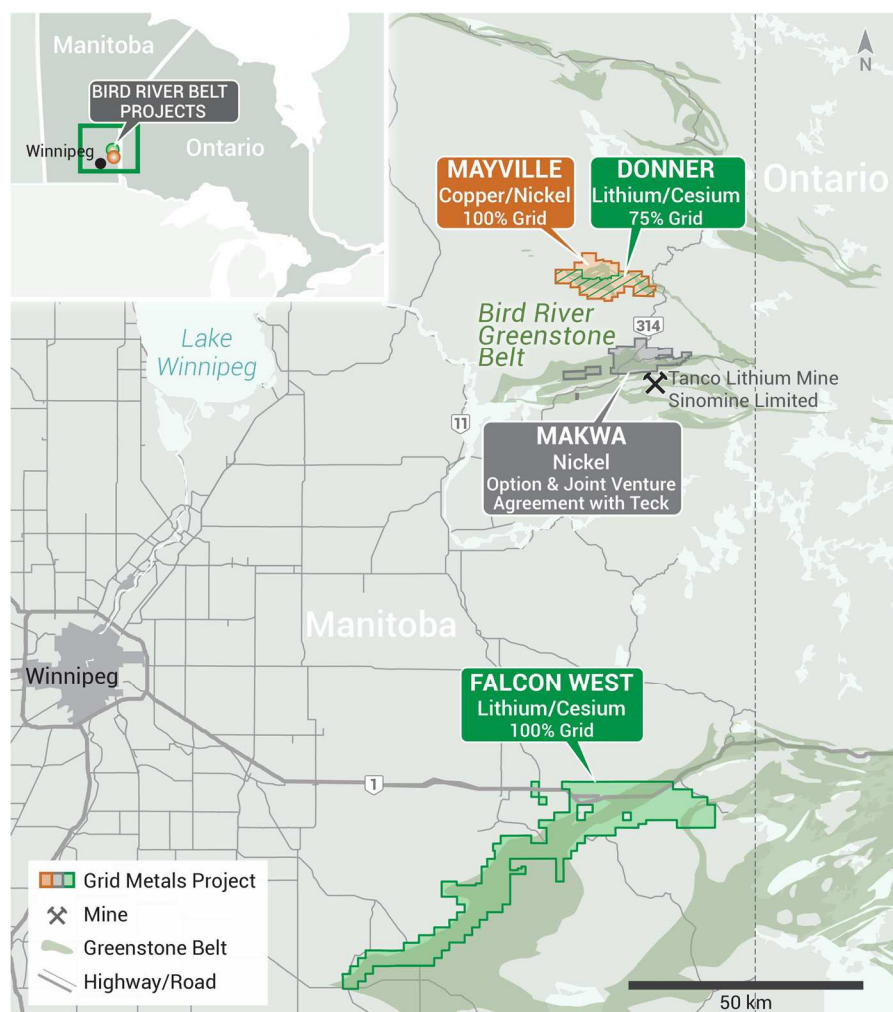 Manitoba
BIRD RIVER BELT
PROJECTS
Winnipeg
Ontario
N
MAYVILLE
Copper/Nickel
100% Grid
DONNER
Lithium/Cesium
75% Grid
Ontario
Bird River
Greenstone
Belt
314
Lake
Winnipeg
Tanco Lithium Mine
Sinomine Limited
11
MAKWA
Nickel
Option & Joint Venture
Agreement with Teck
Manitoba
Winnipeg
FALCON WEST
Lithium/Cesium
100% Grid
1
Grid Metals Project
Mine
Greenstone Belt
Highway/Road
50 km